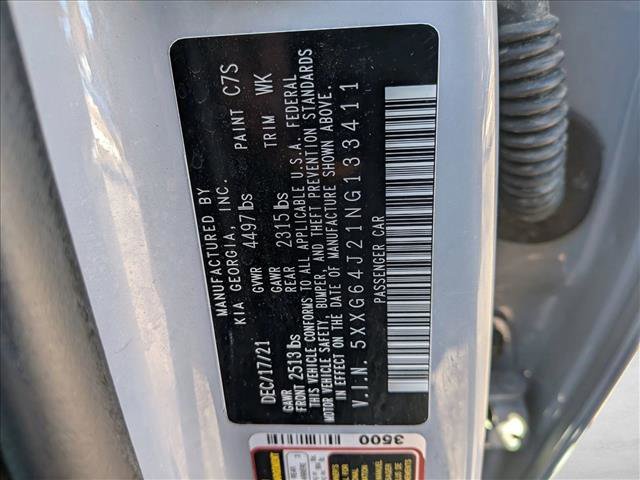 MANUFACTURED BY
KIA GEORGIA, INC.
PAINT C7S
DEC/17/21
GVWR 4497lbs
TRIM WK
GAWR FRONT 2513lbs
GAWR REAR 2315lbs
THIS VEHICLE CONFORMS TO ALL APPLICABLE U.S.A. FEDERAL
MOTOR VEHICLE SAFETY, BUMPER, AND THEFT PREVENTION STANDARDS
IN EFFECT ON THE DATE OF MANUFACTURE SHOWN ABOVE.
V.I.N. 5XXG64J21NG133411
PASSENGER CAR
3500